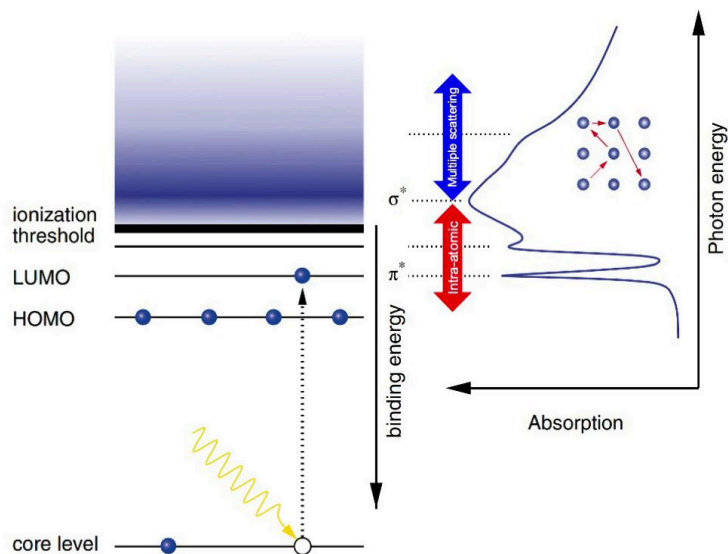 ionization
threshold
LUMO
HOMO
core level
binding energy
Multiple scattering
Intra-atomic
σ*
π*
Absorption
Photon energy